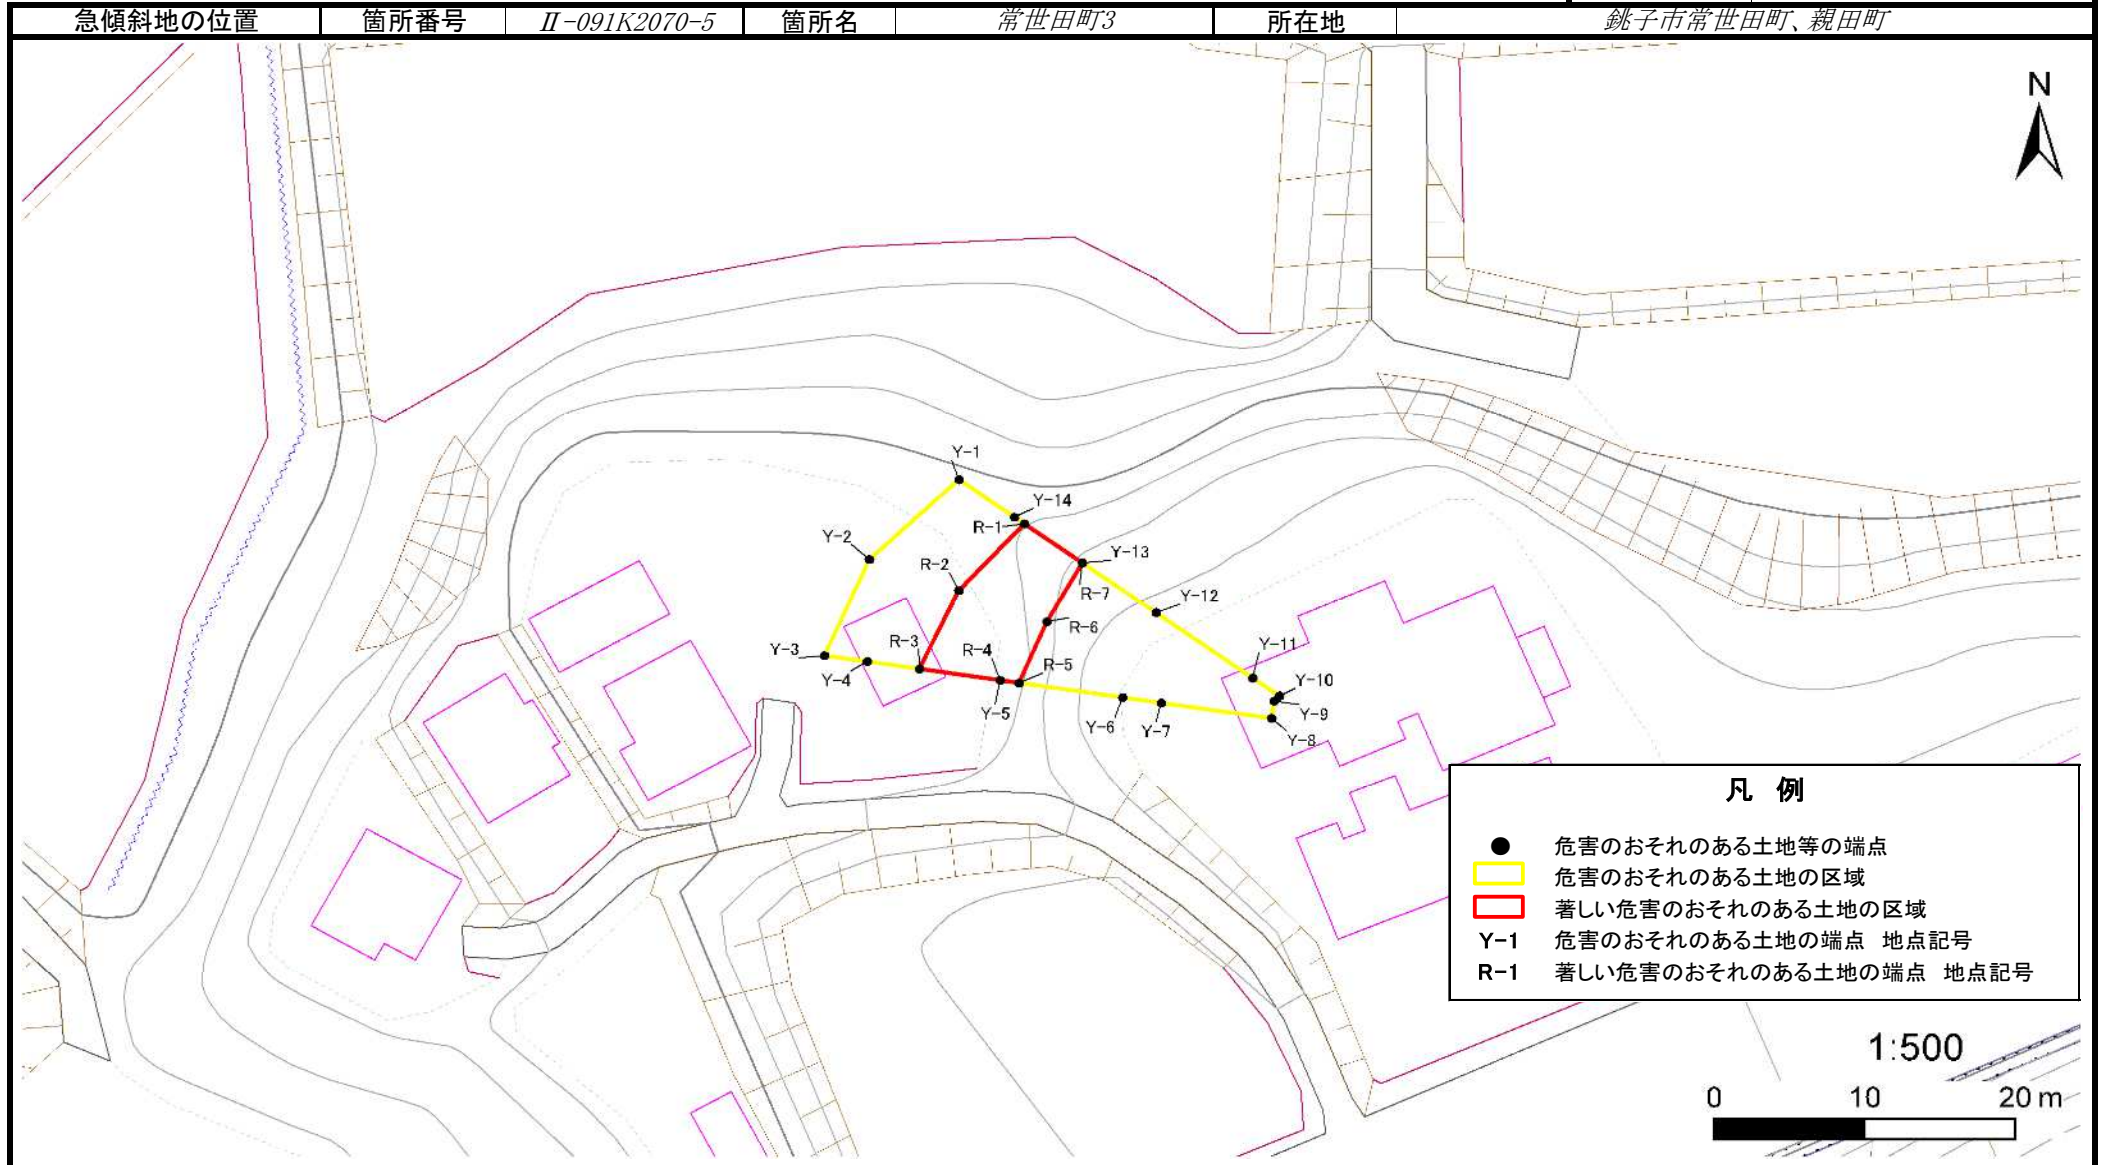 急傾斜地の位置 箇所番号 Ⅱ-091K2070-5 箇所名 常世田町3 所在地 銚子市常世田町、親田町
N
Y-1
Y-14
R-1
Y-2
Y-13
R-2
R-7
Y-12
R-6
Y-3
R-3
R-4
R-5
Y-11
Y-4
Y-10
Y-5
Y-9
Y-6
Y-7
Y-8
凡 例
危害のおそれのある土地等の端点
危害のおそれのある土地の区域
著しい危害のおそれのある土地の区域
Y-1 危害のおそれのある土地の端点 地点記号
R-1 著しい危害のおそれのある土地の端点 地点記号
1:500
0 10 20 m